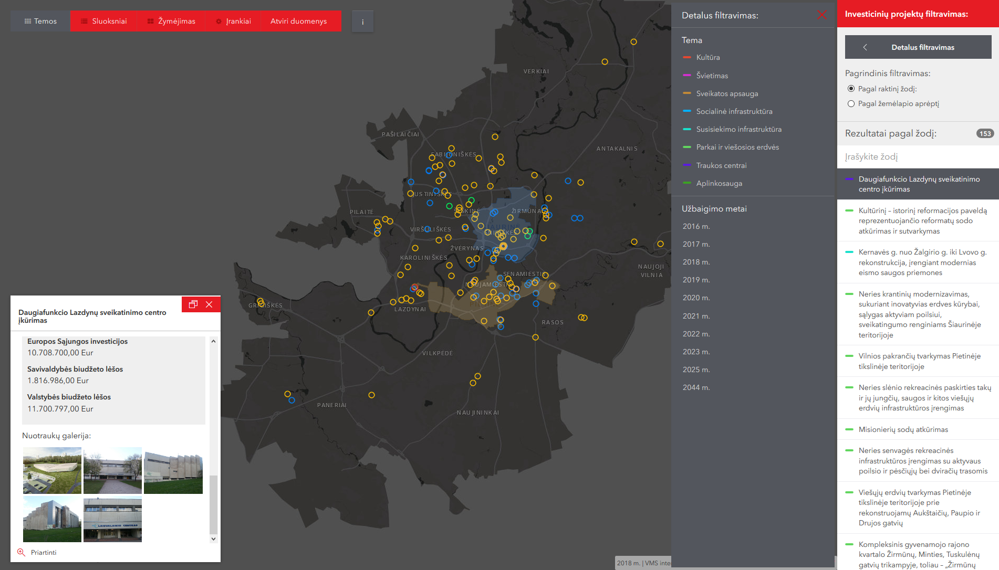 Temos
Sluoksniai
Žymėjimas
Įrankiai
Atviri duomenys
i
VERKIAI
PAŠILAIČIAI
ANTAKALNIS
FABIJONIŠKĖS
JUSTINIŠKĖS
PILAITĖ
ŠEŠKINĖ
VIRŠULIŠKĖS
ŽVĖRYNAS
KAROLINIŠKĖS
SENAMIESTIS
NAUJAMIESTIS
NAUJOJI
VILNIA
GRIGIŠKĖS
LAZDYNAI
RASOS
VILKPĖDĖ
PANERIAI
NAUJININKAI
Daugiafunkcio Lazdynų sveikatinimo centro
įkūrimas
Europos Sąjungos investicijos
10.708.700,00 Eur
Savivaldybės biudžeto lėšos
1.816.986,00 Eur
Valstybės biudžeto lėšos
11.700.797,00 Eur
Nuotraukų galerija:
LAISVALAIKIO CENTRAS
Priartinti
2018 m. | VMS
Detalus filtravimas:
Tema
Kultūra
Švietimas
Sveikatos apsauga
Socialinė infrastruktūra
Susisiekimo infrastruktūra
Parkai ir viešosios erdvės
Traukos centrai
Aplinkosauga
Užbaigimo metai
2016 m.
2017 m.
2018 m.
2019 m.
2020 m.
2021 m.
2022 m.
2023 m.
2025 m.
2044 m.
Investicinių projektų filtravimas:
Detalus filtravimas
Pagrindinis filtravimas:
Pagal raktinį žodį:
Pagal žemėlapio aprėptį
Rezultatai pagal žodį:
153
Įrašykite žodį
Daugiafunkcio Lazdynų sveikatinimo
centro įkūrimas
Kultūrinį – istorinį reformacijos paveldą
reprezentuojančio reformatų sodo
atkūrimas ir sutvarkymas
Kernavės g. nuo Žalgirio g. iki Lvovo g.
rekonstrukcija, įrengiant modernias
eismo saugos priemones
Neries krantinių modernizavimas,
sukuriant inovatyvias erdves kūrybai,
sąlygas aktyviam poilsiui,
sveikatingumo renginiams Šiaurinėje
teritorijoje
Vilnios pakrančių tvarkymas Pietinėje
tikslinėje teritorijoje
Neries slėnio rekreacinės paskirties takų
ir jų jungčių, saugos ir kitos viešųjų
erdvių infrastruktūros įrengimas
Misionierių sodų atkūrimas
Neries senvagės rekreacinės
infrastruktūros įrengimas su aktyvaus
poilsio ir pėsčiųjų bei dviračių trasomis
Viešųjų erdvių tvarkymas Pietinėje
tikslinėje teritorijoje prie
rekonstruojamų Aukštaičių, Paupio ir
Drujos gatvių
Kompleksinis gyvenamojo rajono
kvartalo Žirmūnų, Minties, Tuskulėnų
gatvių trikampyje, toliau – „Žirmūnų